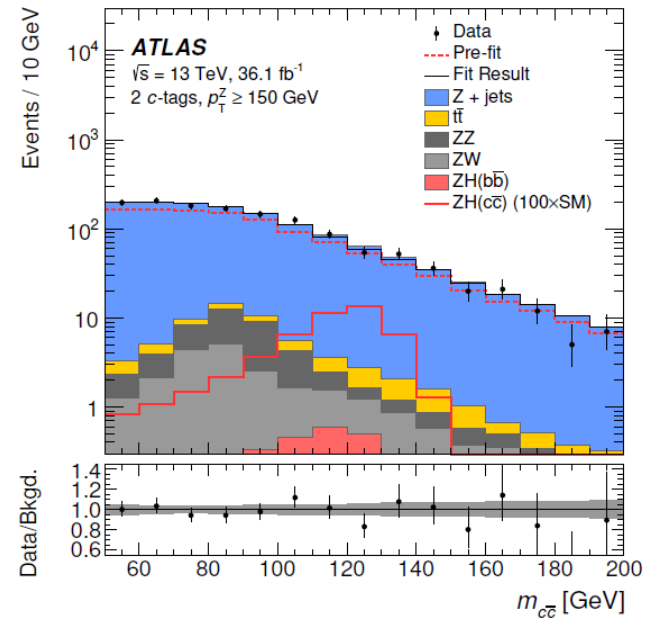 ATLAS
√s = 13 TeV, 36.1 fb⁻¹
2 c-tags, p_T^Z ≥ 150 GeV
Data
Pre-fit
Fit Result
Z + jets
tt̅
ZZ
ZW
ZH(bb̅)
ZH(cc̅) (100×SM)
Events / 10 GeV
10⁴
10³
10²
10
1
Data/Bkgd.
1.4
1.2
1.0
0.8
0.6
60 80 100 120 140 160 180 200
m_cc̅ [GeV]